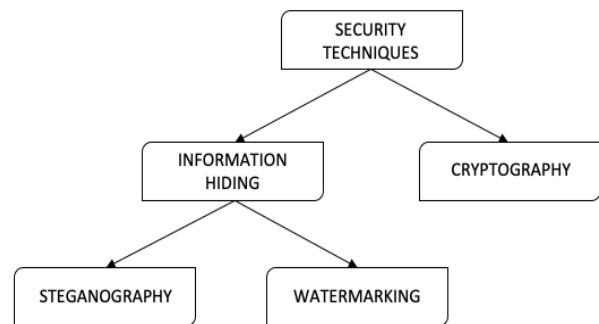 SECURITY
TECHNIQUES
INFORMATION
HIDING
CRYPTOGRAPHY
STEGANOGRAPHY
WATERMARKING